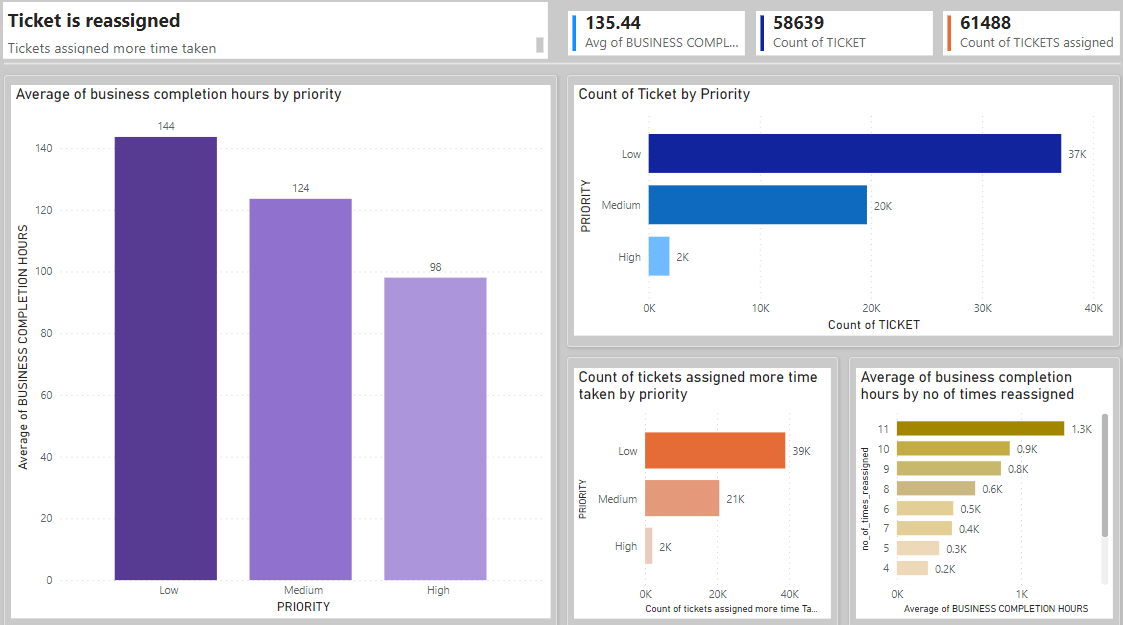 Ticket is reassigned
Tickets assigned more time taken
135.44
Avg of BUSINESS COMPL...
58639
Count of TICKET
61488
Count of TICKETS assigned
Average of business completion hours by priority
144
124
98
140
120
100
80
60
40
20
0
Average of BUSINESS COMPLETION HOURS
Low
Medium
High
PRIORITY
Count of Ticket by Priority
PRIORITY
Low
37K
Medium
20K
High
2K
0K
10K
20K
30K
40K
Count of TICKET
Count of tickets assigned more time
taken by priority
PRIORITY
Low
39K
Medium
21K
High
2K
0K
20K
40K
Count of tickets assigned more time Ta...
Average of business completion
hours by no of times reassigned
no_of_times_reassigned
11
1.3K
10
0.9K
9
0.8K
8
0.6K
6
0.5K
7
0.4K
5
0.3K
4
0.2K
0K
1K
Average of BUSINESS COMPLETION HOURS